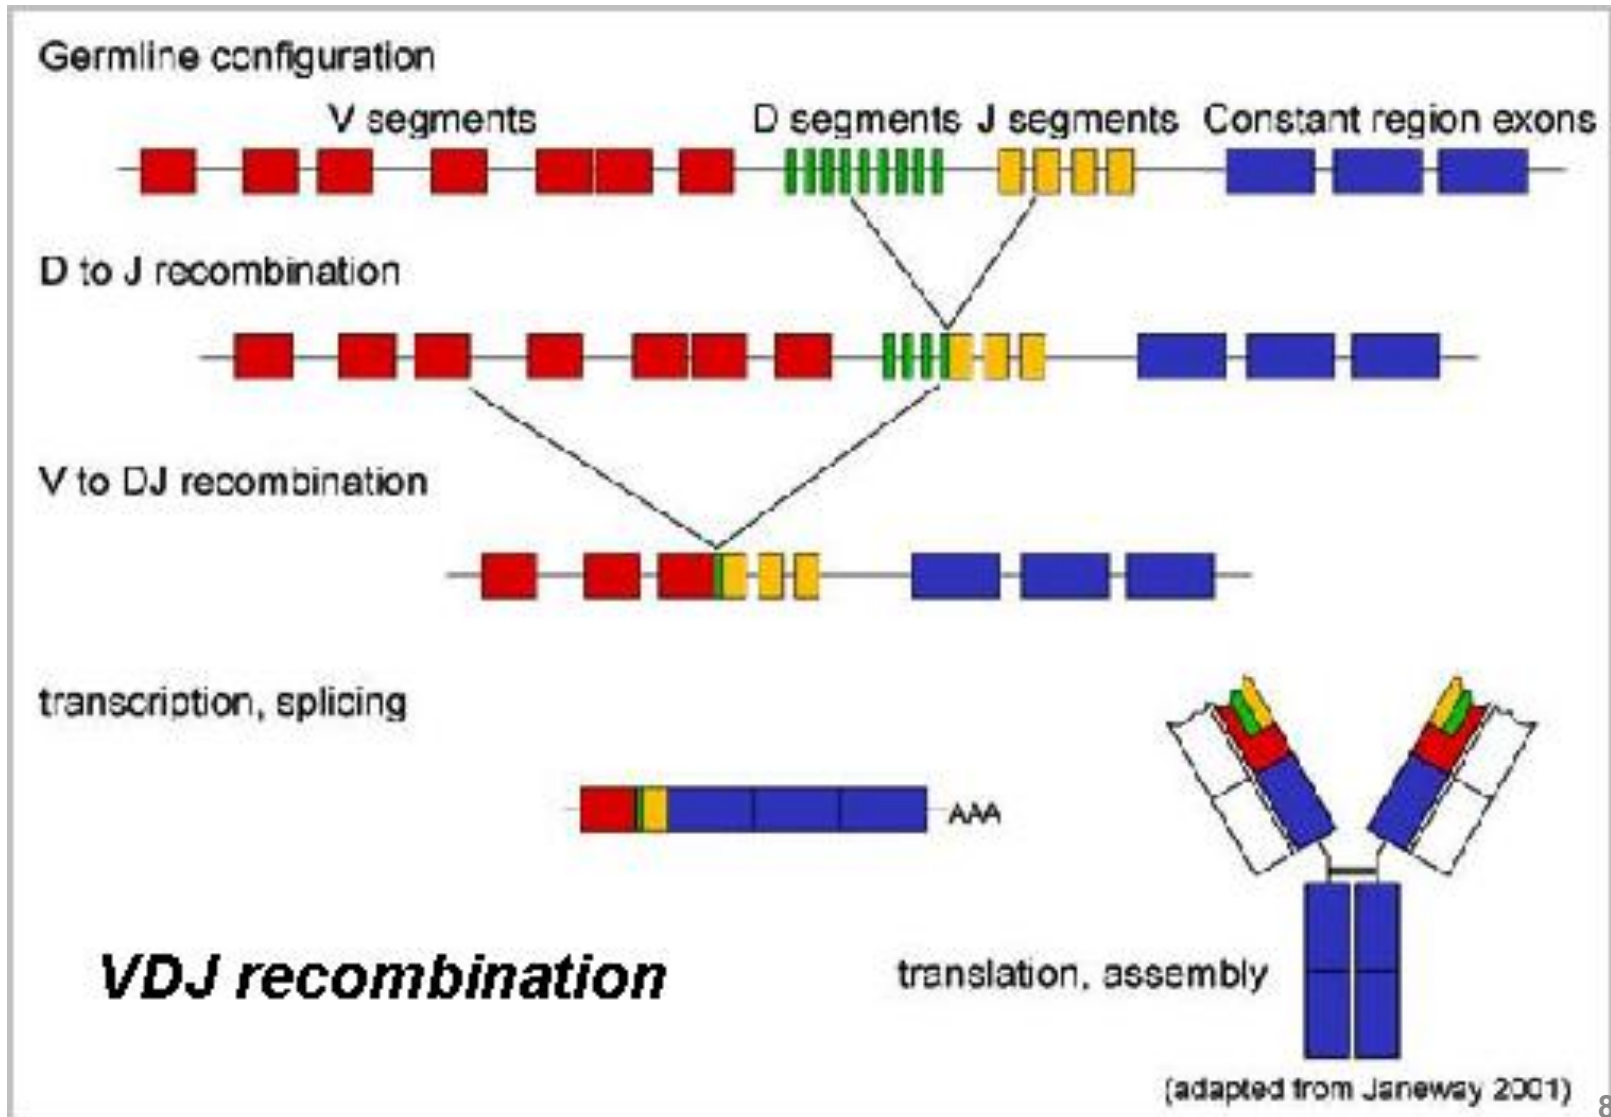 Germline configuration
V segments D segments J segments Constant region exons
D to J recombination
V to DJ recombination
transcription, splicing
AAA
VDJ recombination
translation, assembly
(adapted from Janeway 2001)
8